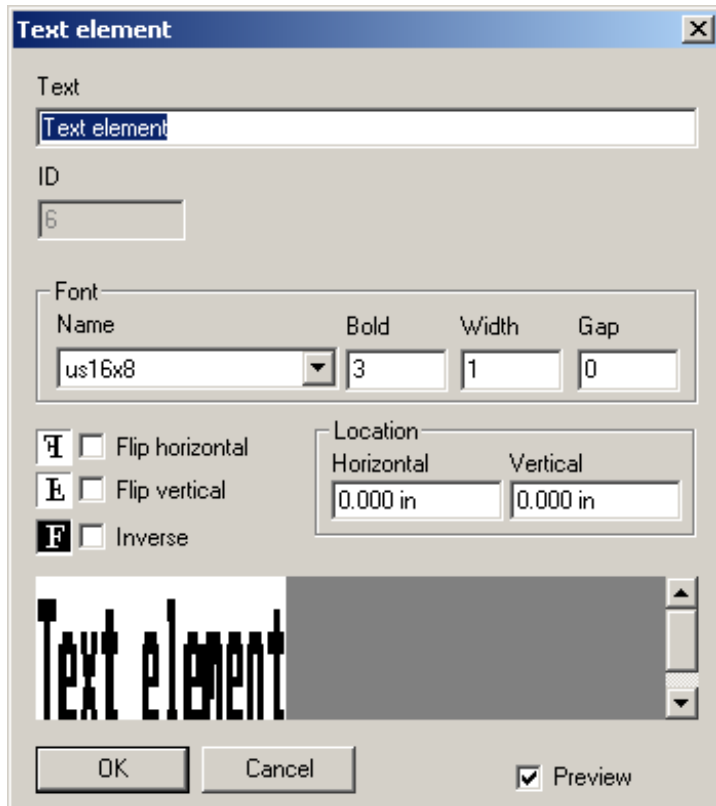 Text element
Text
Text element
ID
6
Font
Name Bold Width Gap
us16x8 3 1 0
F Flip horizontal
F Flip vertical
F Inverse
Location
Horizontal Vertical
0.000 in 0.000 in
Text element
OK Cancel Preview